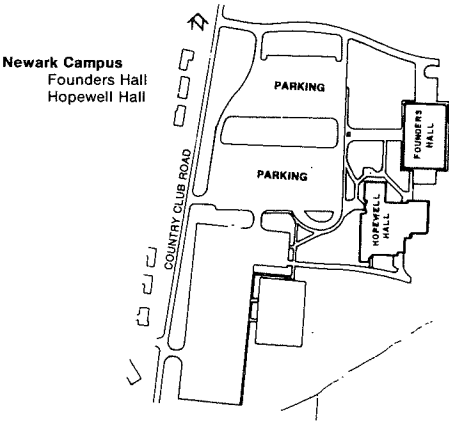 Newark Campus
Founders Hall
Hopewell Hall
PARKING
FOUNDERS
HALL
PARKING
COUNTRY CLUB ROAD
HOPEWELL
HALL